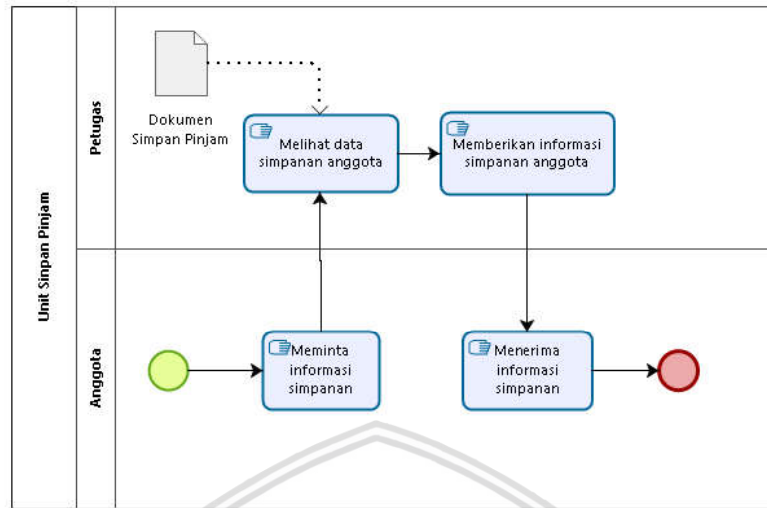 Unit Sinpan Pinjam
Petugas
Dokumen
Simpan Pinjam
Melihat data
simpanan anggota
Memberikan informasi
simpanan anggota
Anggota
Meminta
informasi
simpanan
Menerima
informasi
simpanan